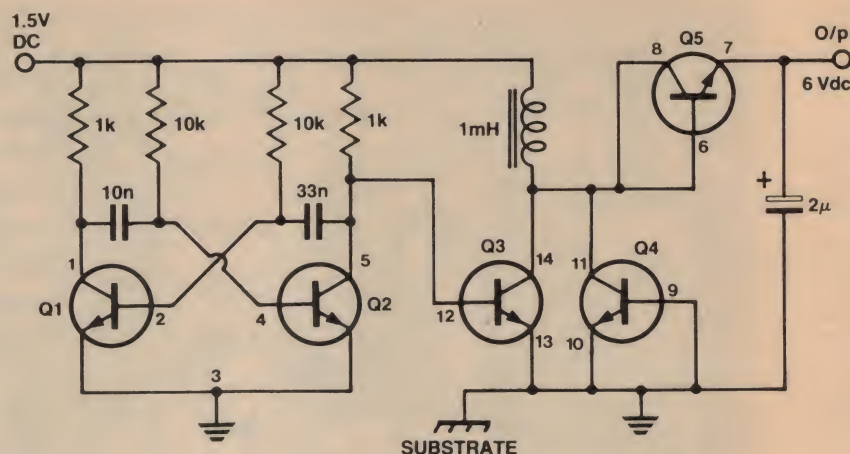 1.5V
DC
Q5
O/p
8
7
6 Vdc
1k
10k
10k
1k
1mH
6
10n
33n
+
2µ
1
5
Q3
14
11
Q4
Q1
2
4
Q2
12
9
13
10
3
SUBSTRATE